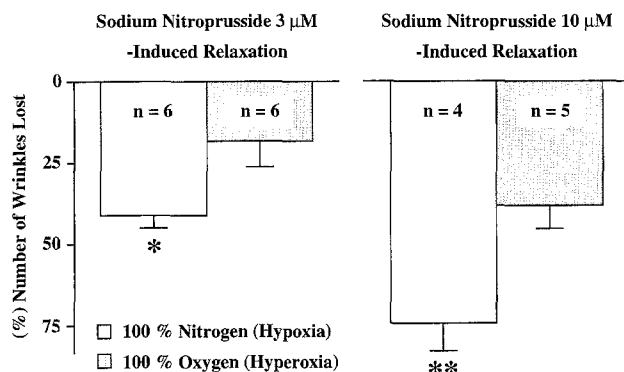 Sodium Nitroprusside 3 μM
-Induced Relaxation
Sodium Nitroprusside 10 μM
-Induced Relaxation
(%) Number of Wrinkles Lost
0
25
50
75
n = 6
n = 6
n = 4
n = 5
*
**
100 % Nitrogen (Hypoxia)
100 % Oxygen (Hyperoxia)